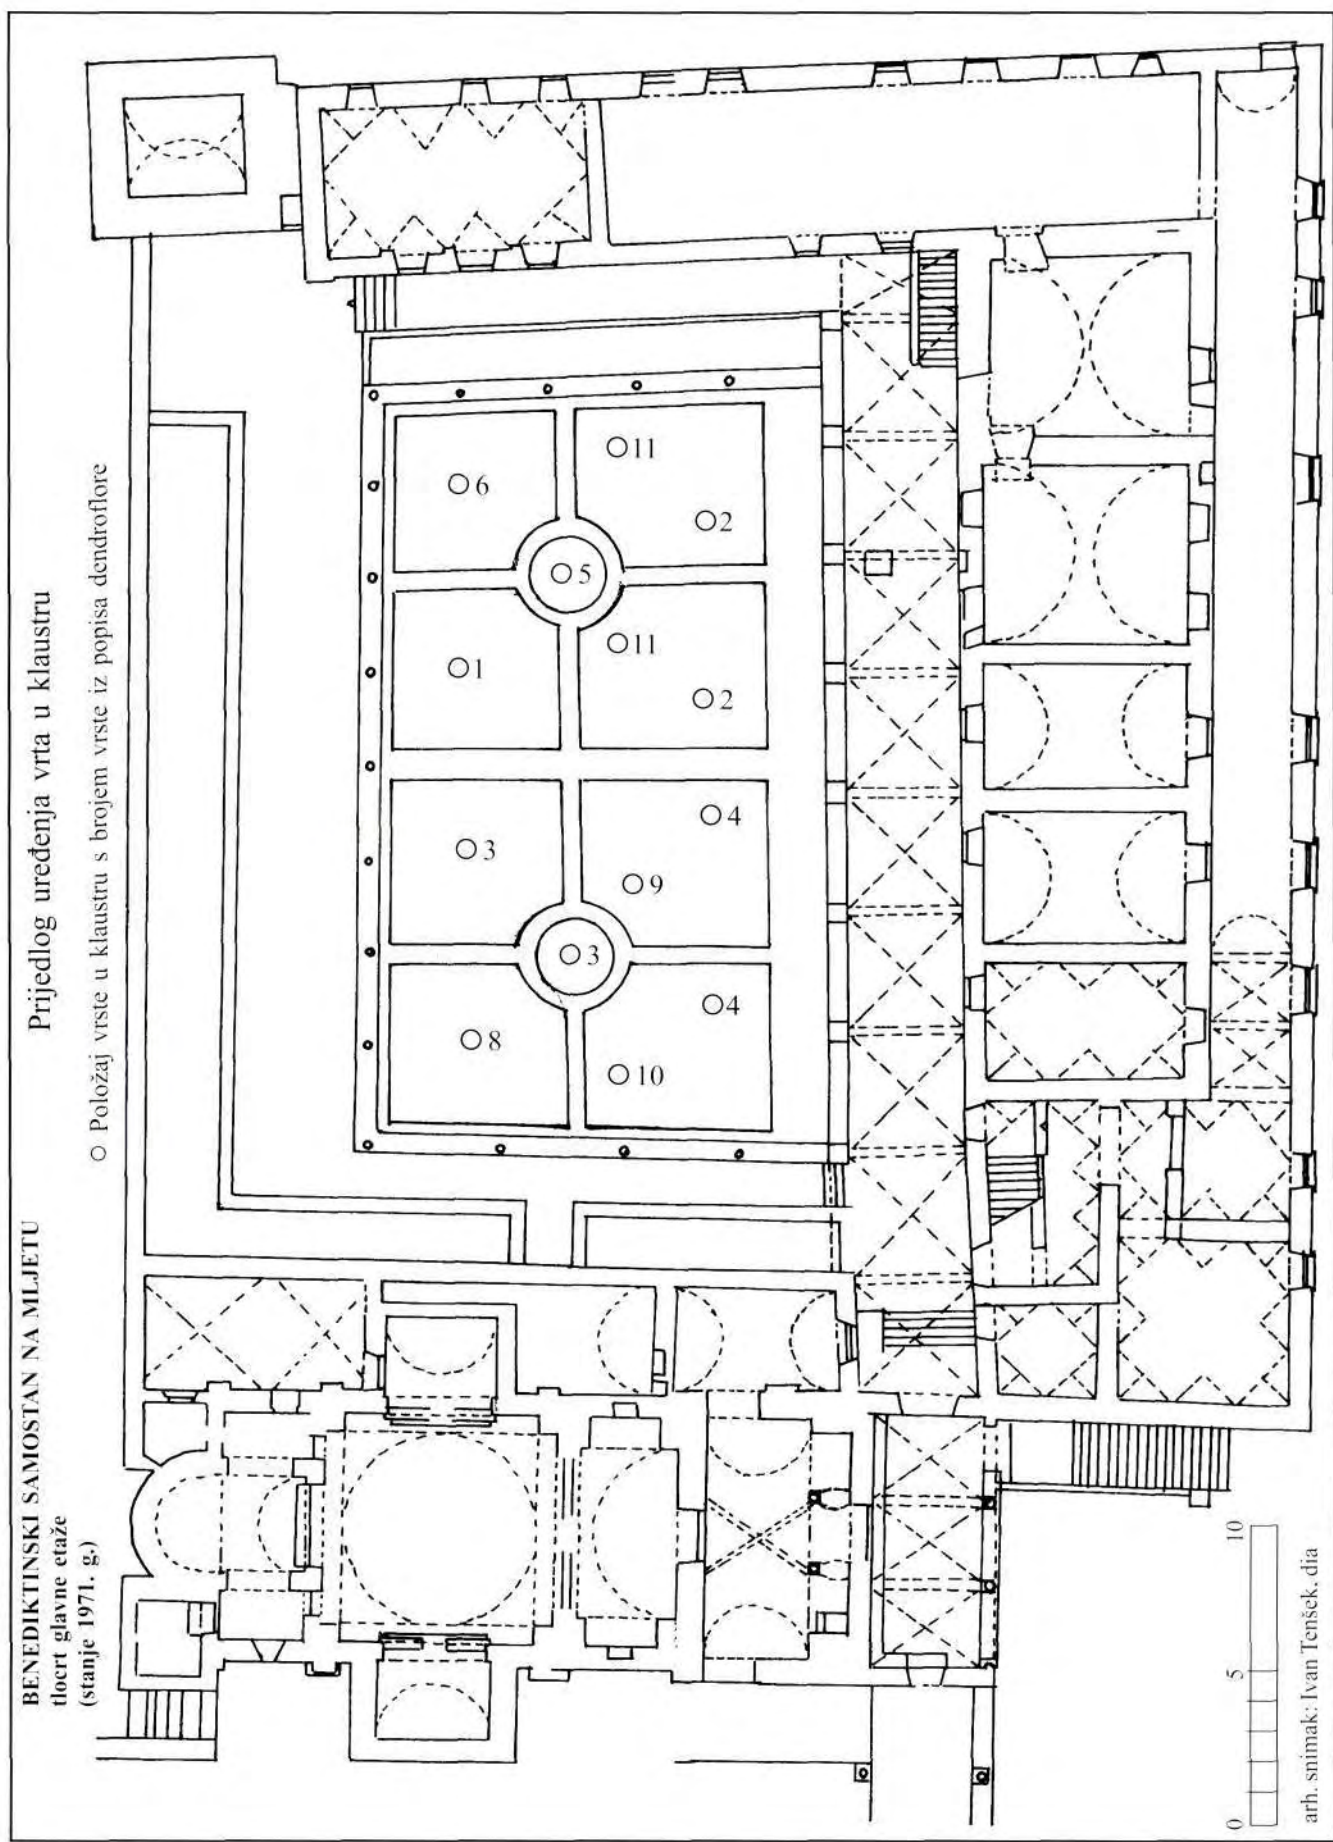 BENEDIKTINSKI SAMOSTAN NA MLJETU
tlocrt glavne etaže
(stanje 1971. g.)
Prijedlog uređenja vrta u klaustru
○ Položaj vrste u klaustru s brojem vrste iz popisa dendroflore
○8
○3
○1
○6
○3
○5
○10
○9
○11
○11
○4
○4
○2
○2
0 5 10
arh. snimak: Ivan Tenšek, dia